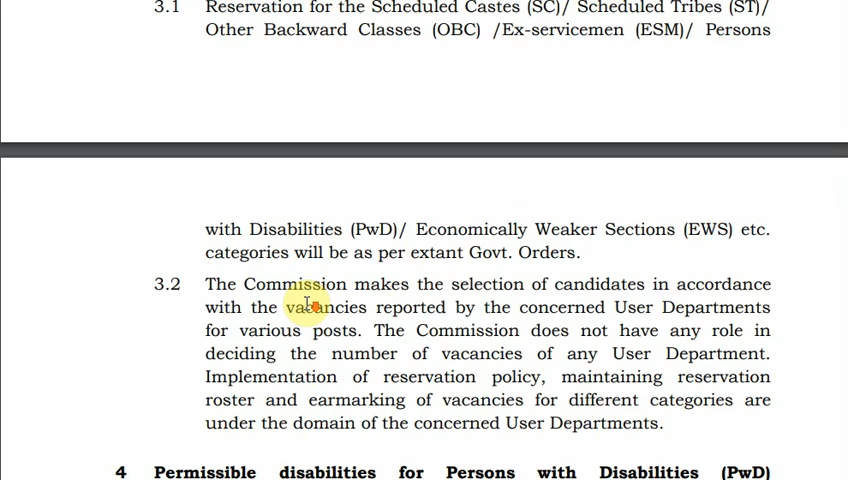 3.1 Reservation for the Scheduled Castes (SC)/ Scheduled Tribes (ST)/
Other Backward Classes (OBC) /Ex-servicemen (ESM)/ Persons
with Disabilities (PwD)/ Economically Weaker Sections (EWS) etc.
categories will be as per extant Govt. Orders.
3.2 The Commission makes the selection of candidates in accordance
with the vacancies reported by the concerned User Departments
for various posts. The Commission does not have any role in
deciding the number of vacancies of any User Department.
Implementation of reservation policy, maintaining reservation
roster and earmarking of vacancies for different categories are
under the domain of the concerned User Departments.
4 Permissible disabilities for Persons with Disabilities (PwD)